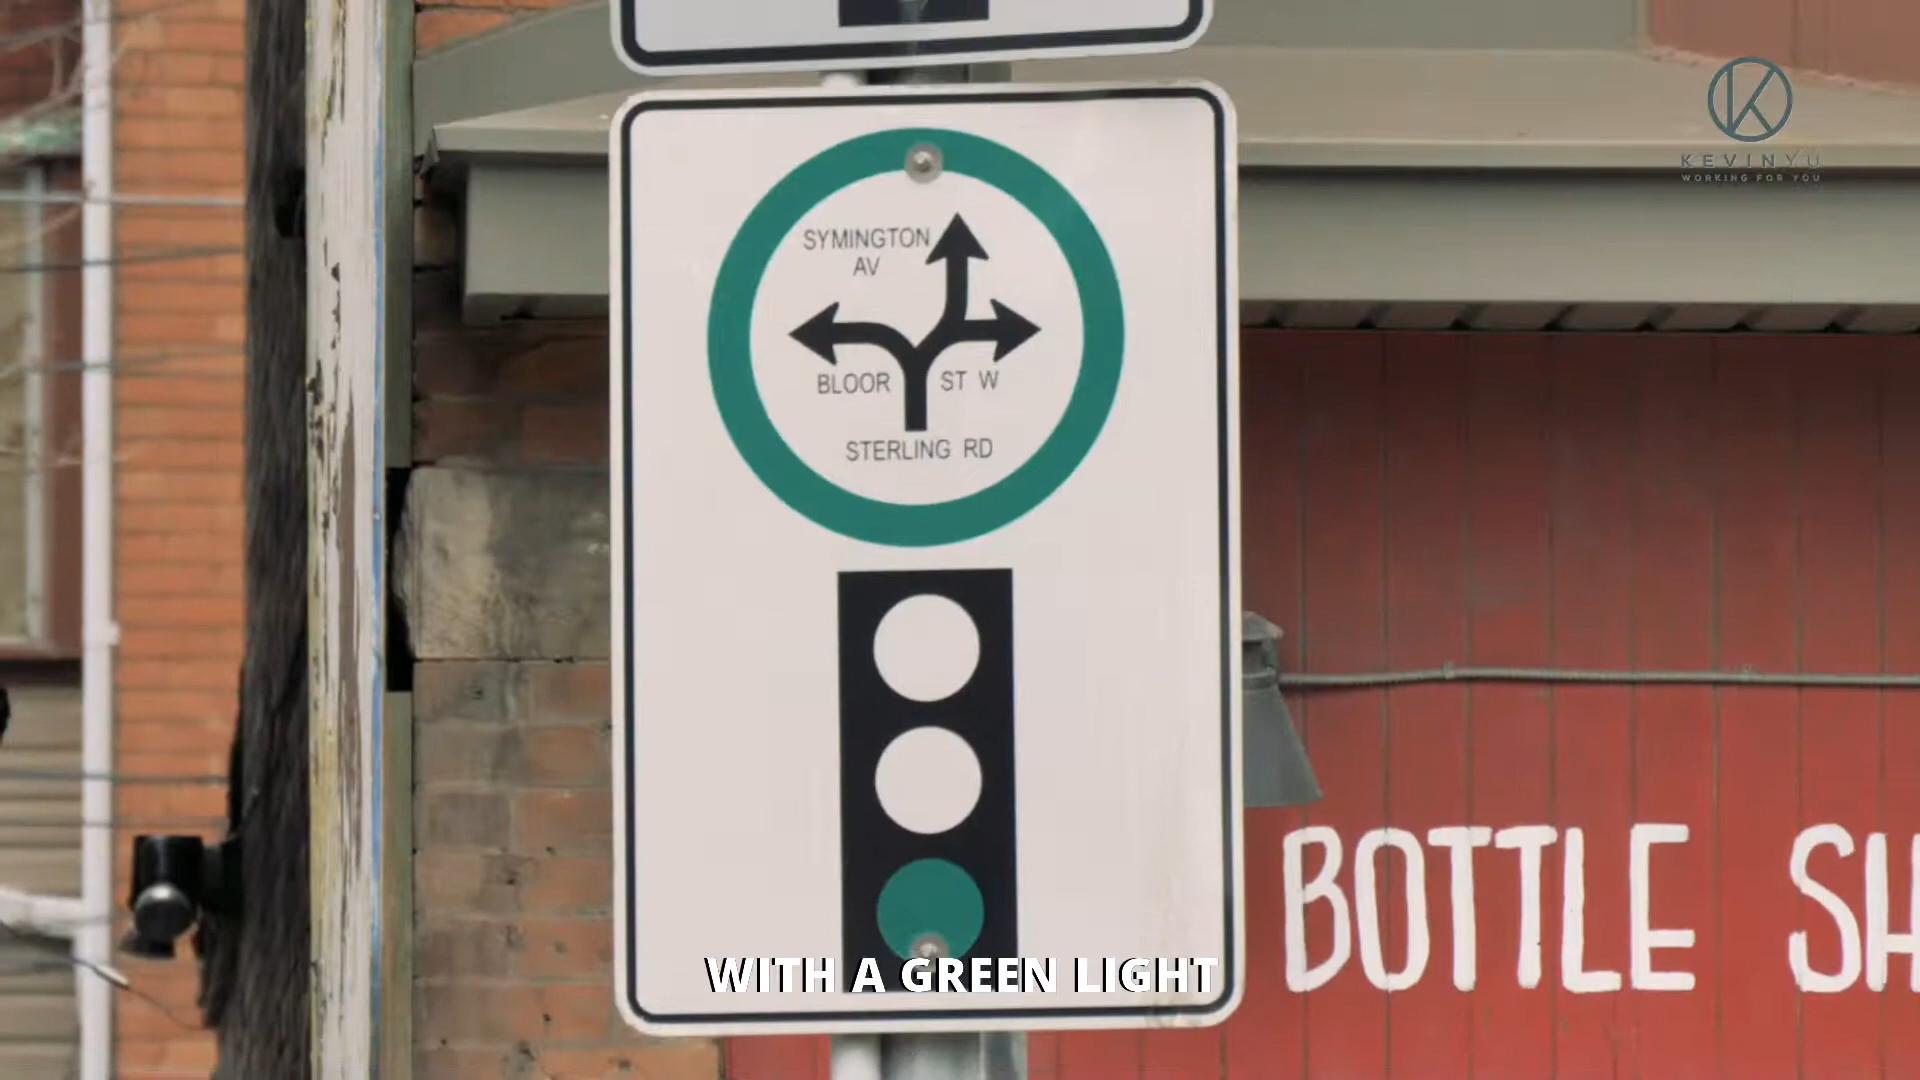 KEVIN YU
WORKING FOR YOU
SYMINGTON
AV
BLOOR ST W
STERLING RD
BOTTLE SH
WITH A GREEN LIGHT